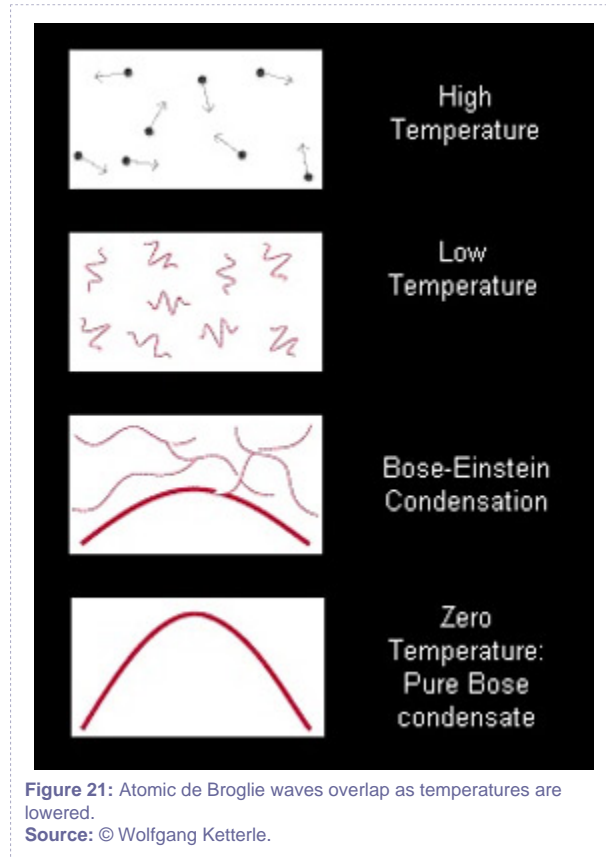 High
Temperature
Low
Temperature
Bose-Einstein
Condensation
Zero
Temperature:
Pure Bose
condensate
Figure 21: Atomic de Broglie waves overlap as temperatures are
lowered.
Source: © Wolfgang Ketterle.